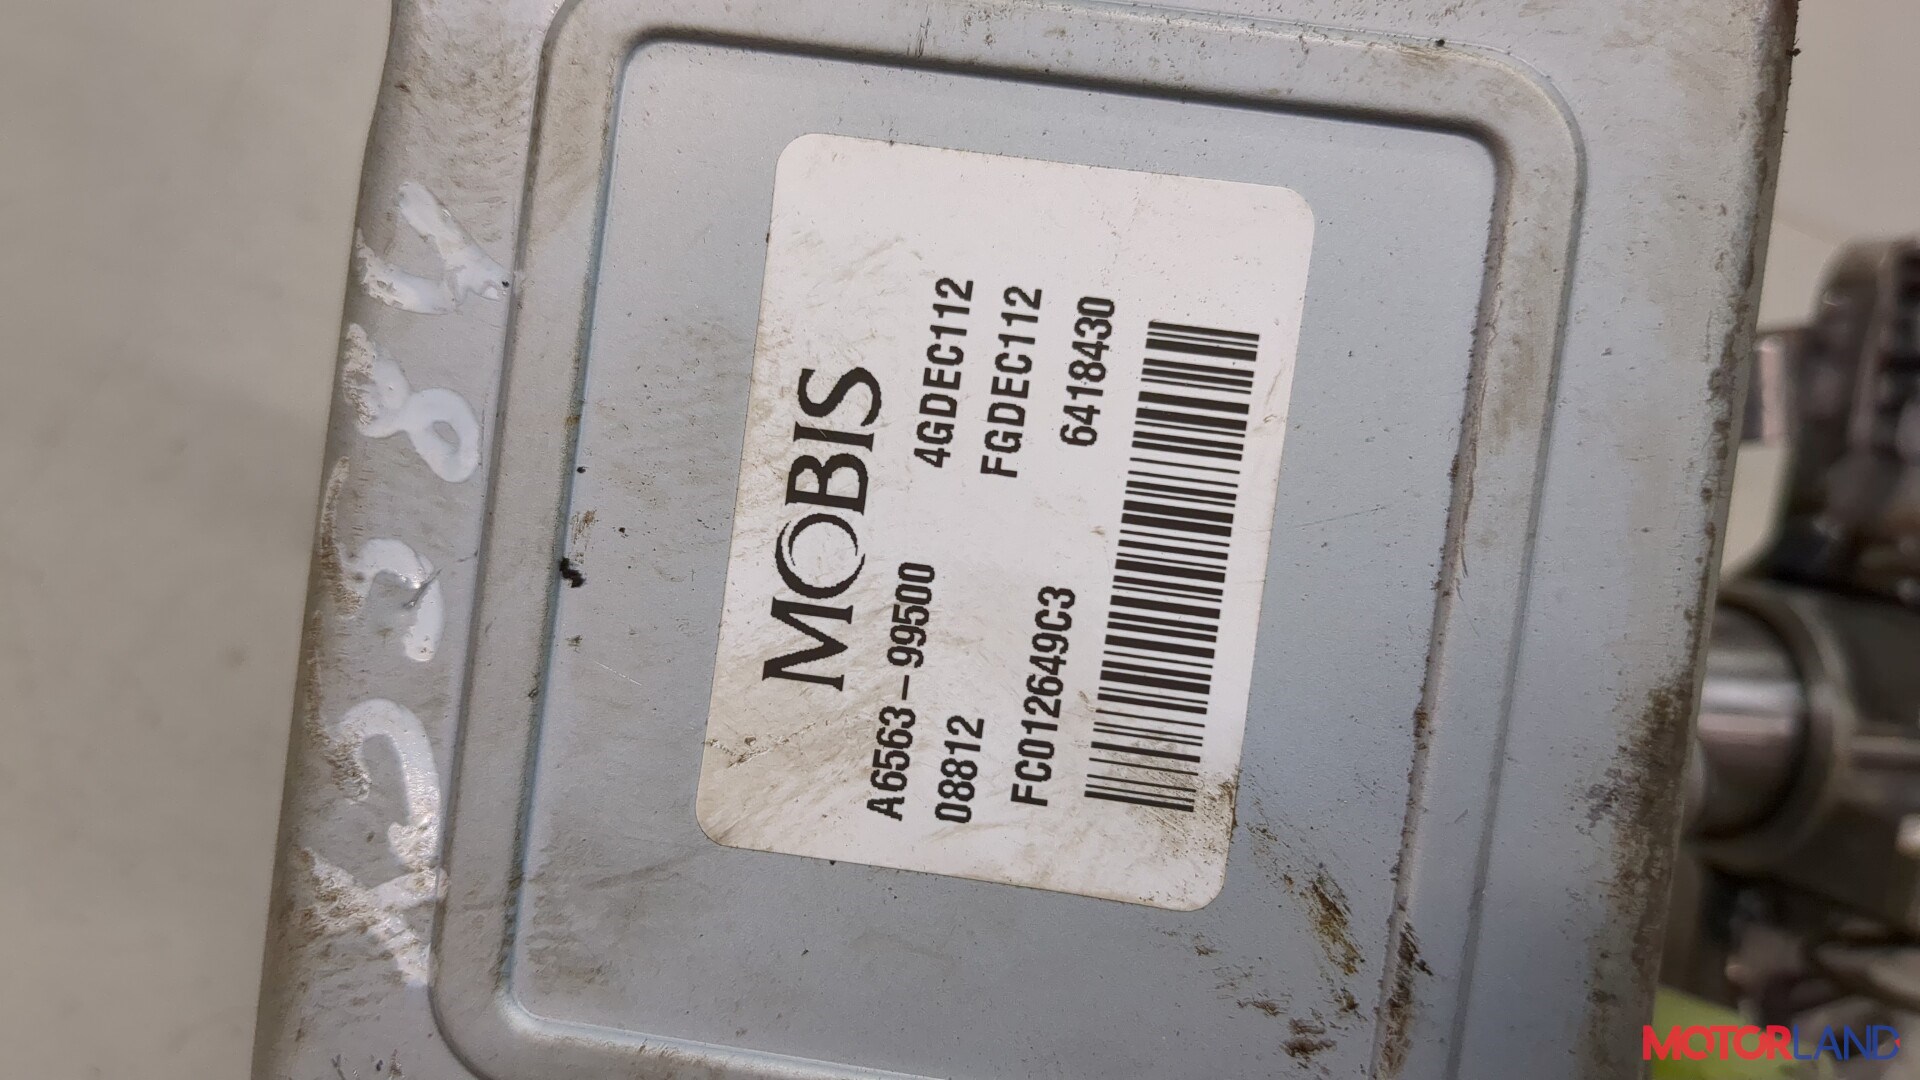 MOBIS
A6563-99500 4GDEC112
08812 FGDEC112
FC012649C3 6418430
MOTORLAND